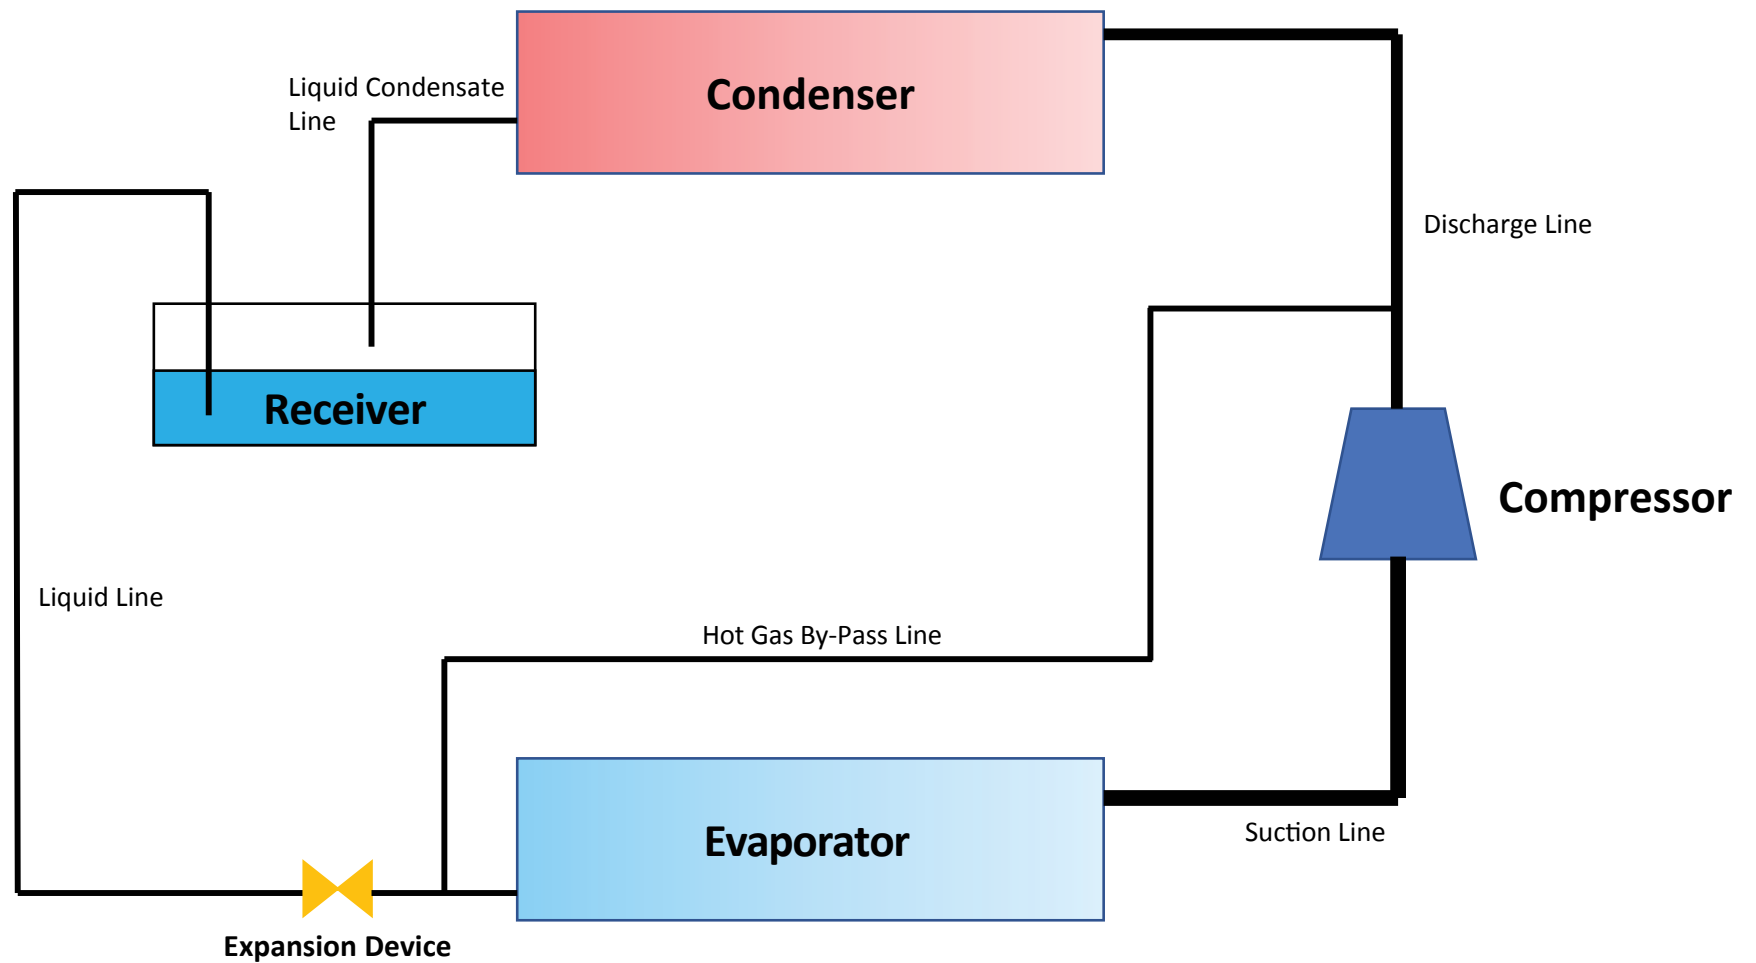 Condenser
Liquid Condensate
Line
Discharge Line
Receiver
Compressor
Liquid Line
Hot Gas By-Pass Line
Evaporator
Suction Line
Expansion Device